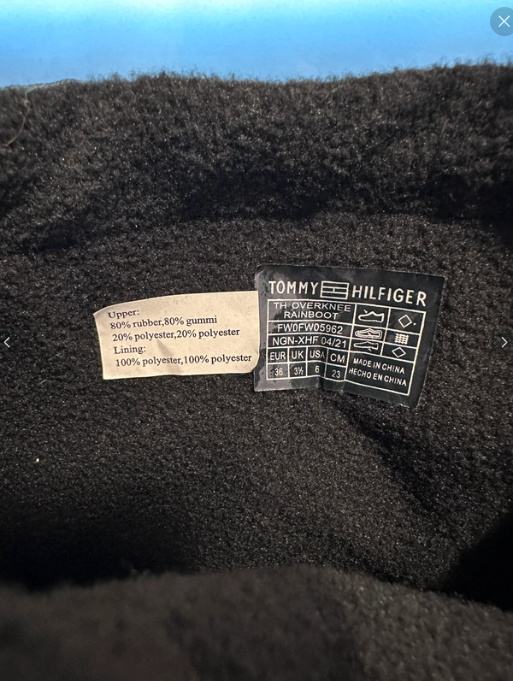 Upper:
80% rubber,80% gummi
20% polyester,20% polyester
Lining:
100% polyester,100% polyester
TOMMY HILFIGER
TH OVERKNEE
RAINBOOT
FW0FW05962
NGN-XHF 04/21
EUR UK USA CM
36 3½ 6 23
MADE IN CHINA
HECHO EN CHINA